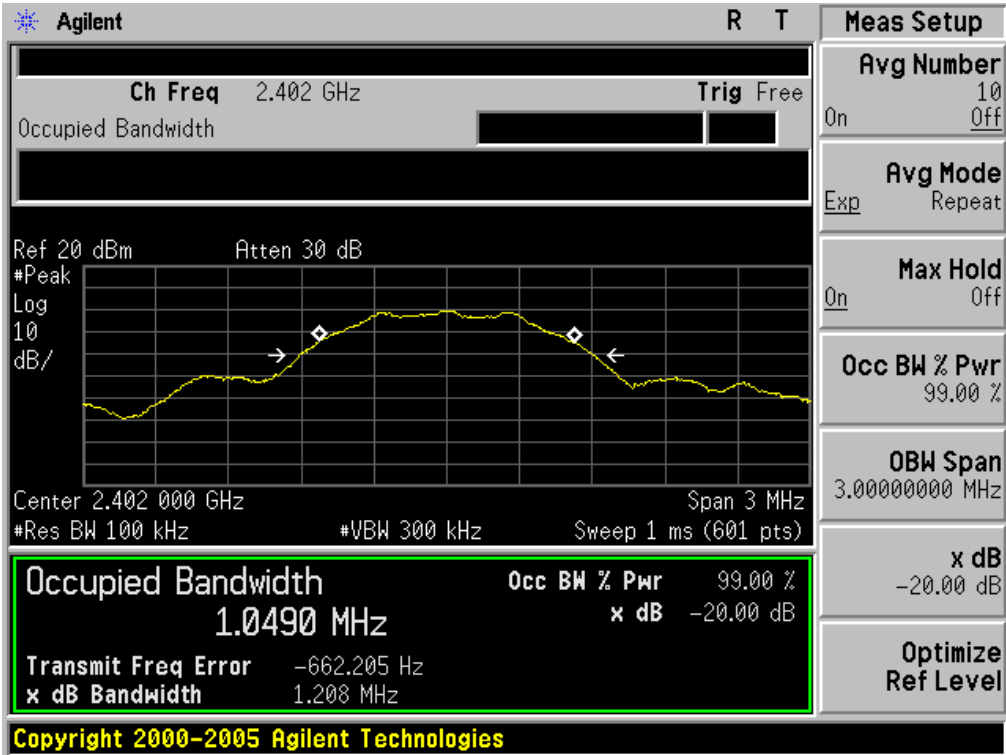 Agilent R T
Ch Freq 2.402 GHz Trig Free
Occupied Bandwidth
Ref 20 dBm Atten 30 dB
#Peak
Log
10
dB/
Center 2.402 000 GHz Span 3 MHz
#Res BW 100 kHz #VBW 300 kHz Sweep 1 ms (601 pts)
Occupied Bandwidth Occ BW % Pwr 99.00 %
1.0490 MHz x dB -20.00 dB
Transmit Freq Error -662.205 Hz
x dB Bandwidth 1.208 MHz
Copyright 2000-2005 Agilent Technologies
Meas Setup
Avg Number
10
On Off
Avg Mode
Exp Repeat
Max Hold
On Off
Occ BW % Pwr
99.00 %
OBW Span
3.00000000 MHz
x dB
-20.00 dB
Optimize
Ref Level